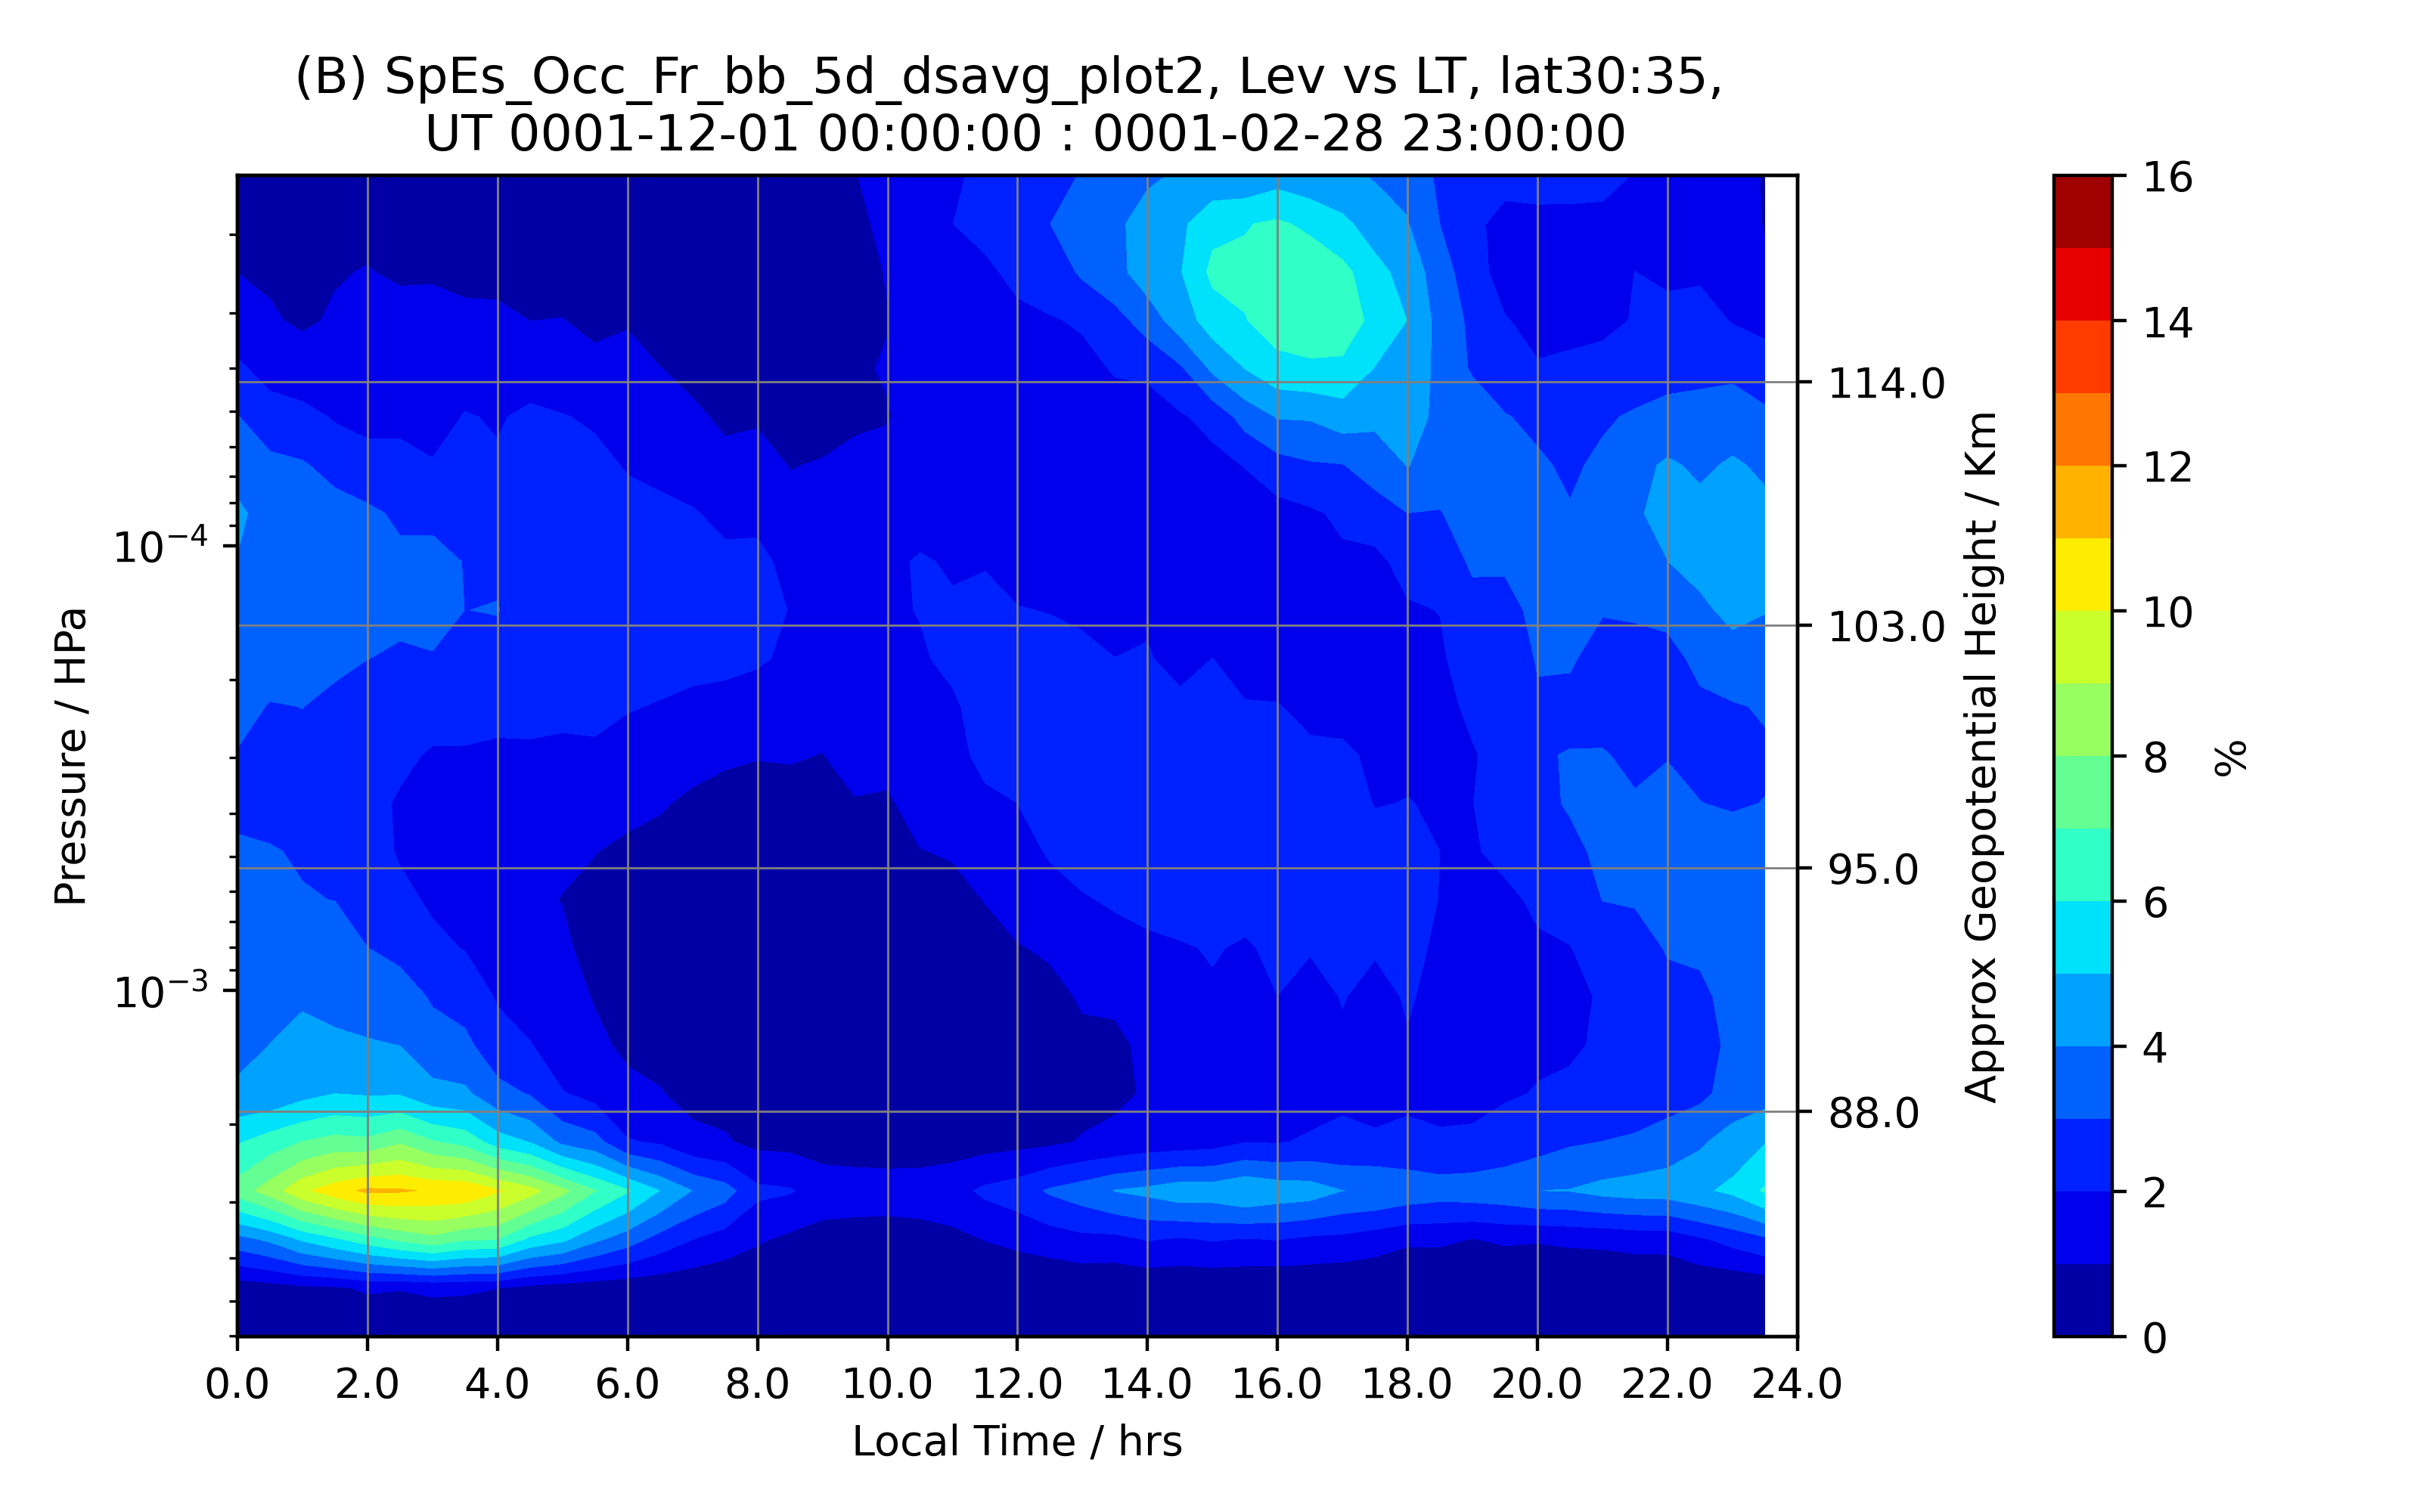 (B) SpEs_Occ_Fr_bb_5d_dsavg_plot2, Lev vs LT, lat30:35,
UT 0001-12-01 00:00:00 : 0001-02-28 23:00:00
Pressure / HPa
10⁻⁴
10⁻³
0.0 2.0 4.0 6.0 8.0 10.0 12.0 14.0 16.0 18.0 20.0 22.0 24.0
Local Time / hrs
114.0
103.0
95.0
88.0
Approx Geopotential Height / Km
16
14
12
10
8
6
4
2
0
%